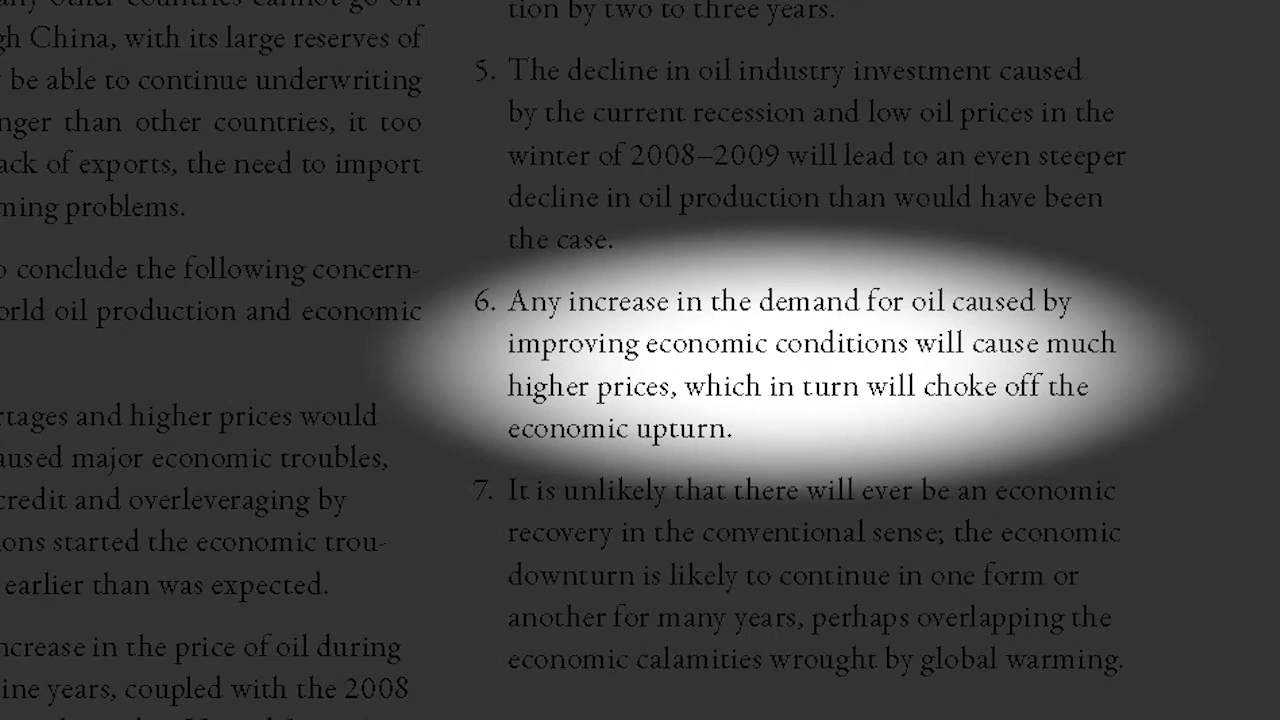 any other countries cannot go on
gh China, with its large reserves of
be able to continue underwriting
nger than other countries, it too
ack of exports, the need to import
ming problems.
o conclude the following concern-
orld oil production and economic
rtages and higher prices would
aused major economic troubles,
credit and overleveraging by
ons started the economic trou-
earlier than was expected.
ncrease in the price of oil during
ine years, coupled with the 2008
tion by two to three years.
5. The decline in oil industry investment caused
by the current recession and low oil prices in the
winter of 2008–2009 will lead to an even steeper
decline in oil production than would have been
the case.
6. Any increase in the demand for oil caused by
improving economic conditions will cause much
higher prices, which in turn will choke off the
economic upturn.
7. It is unlikely that there will ever be an economic
recovery in the conventional sense; the economic
downturn is likely to continue in one form or
another for many years, perhaps overlapping the
economic calamities wrought by global warming.